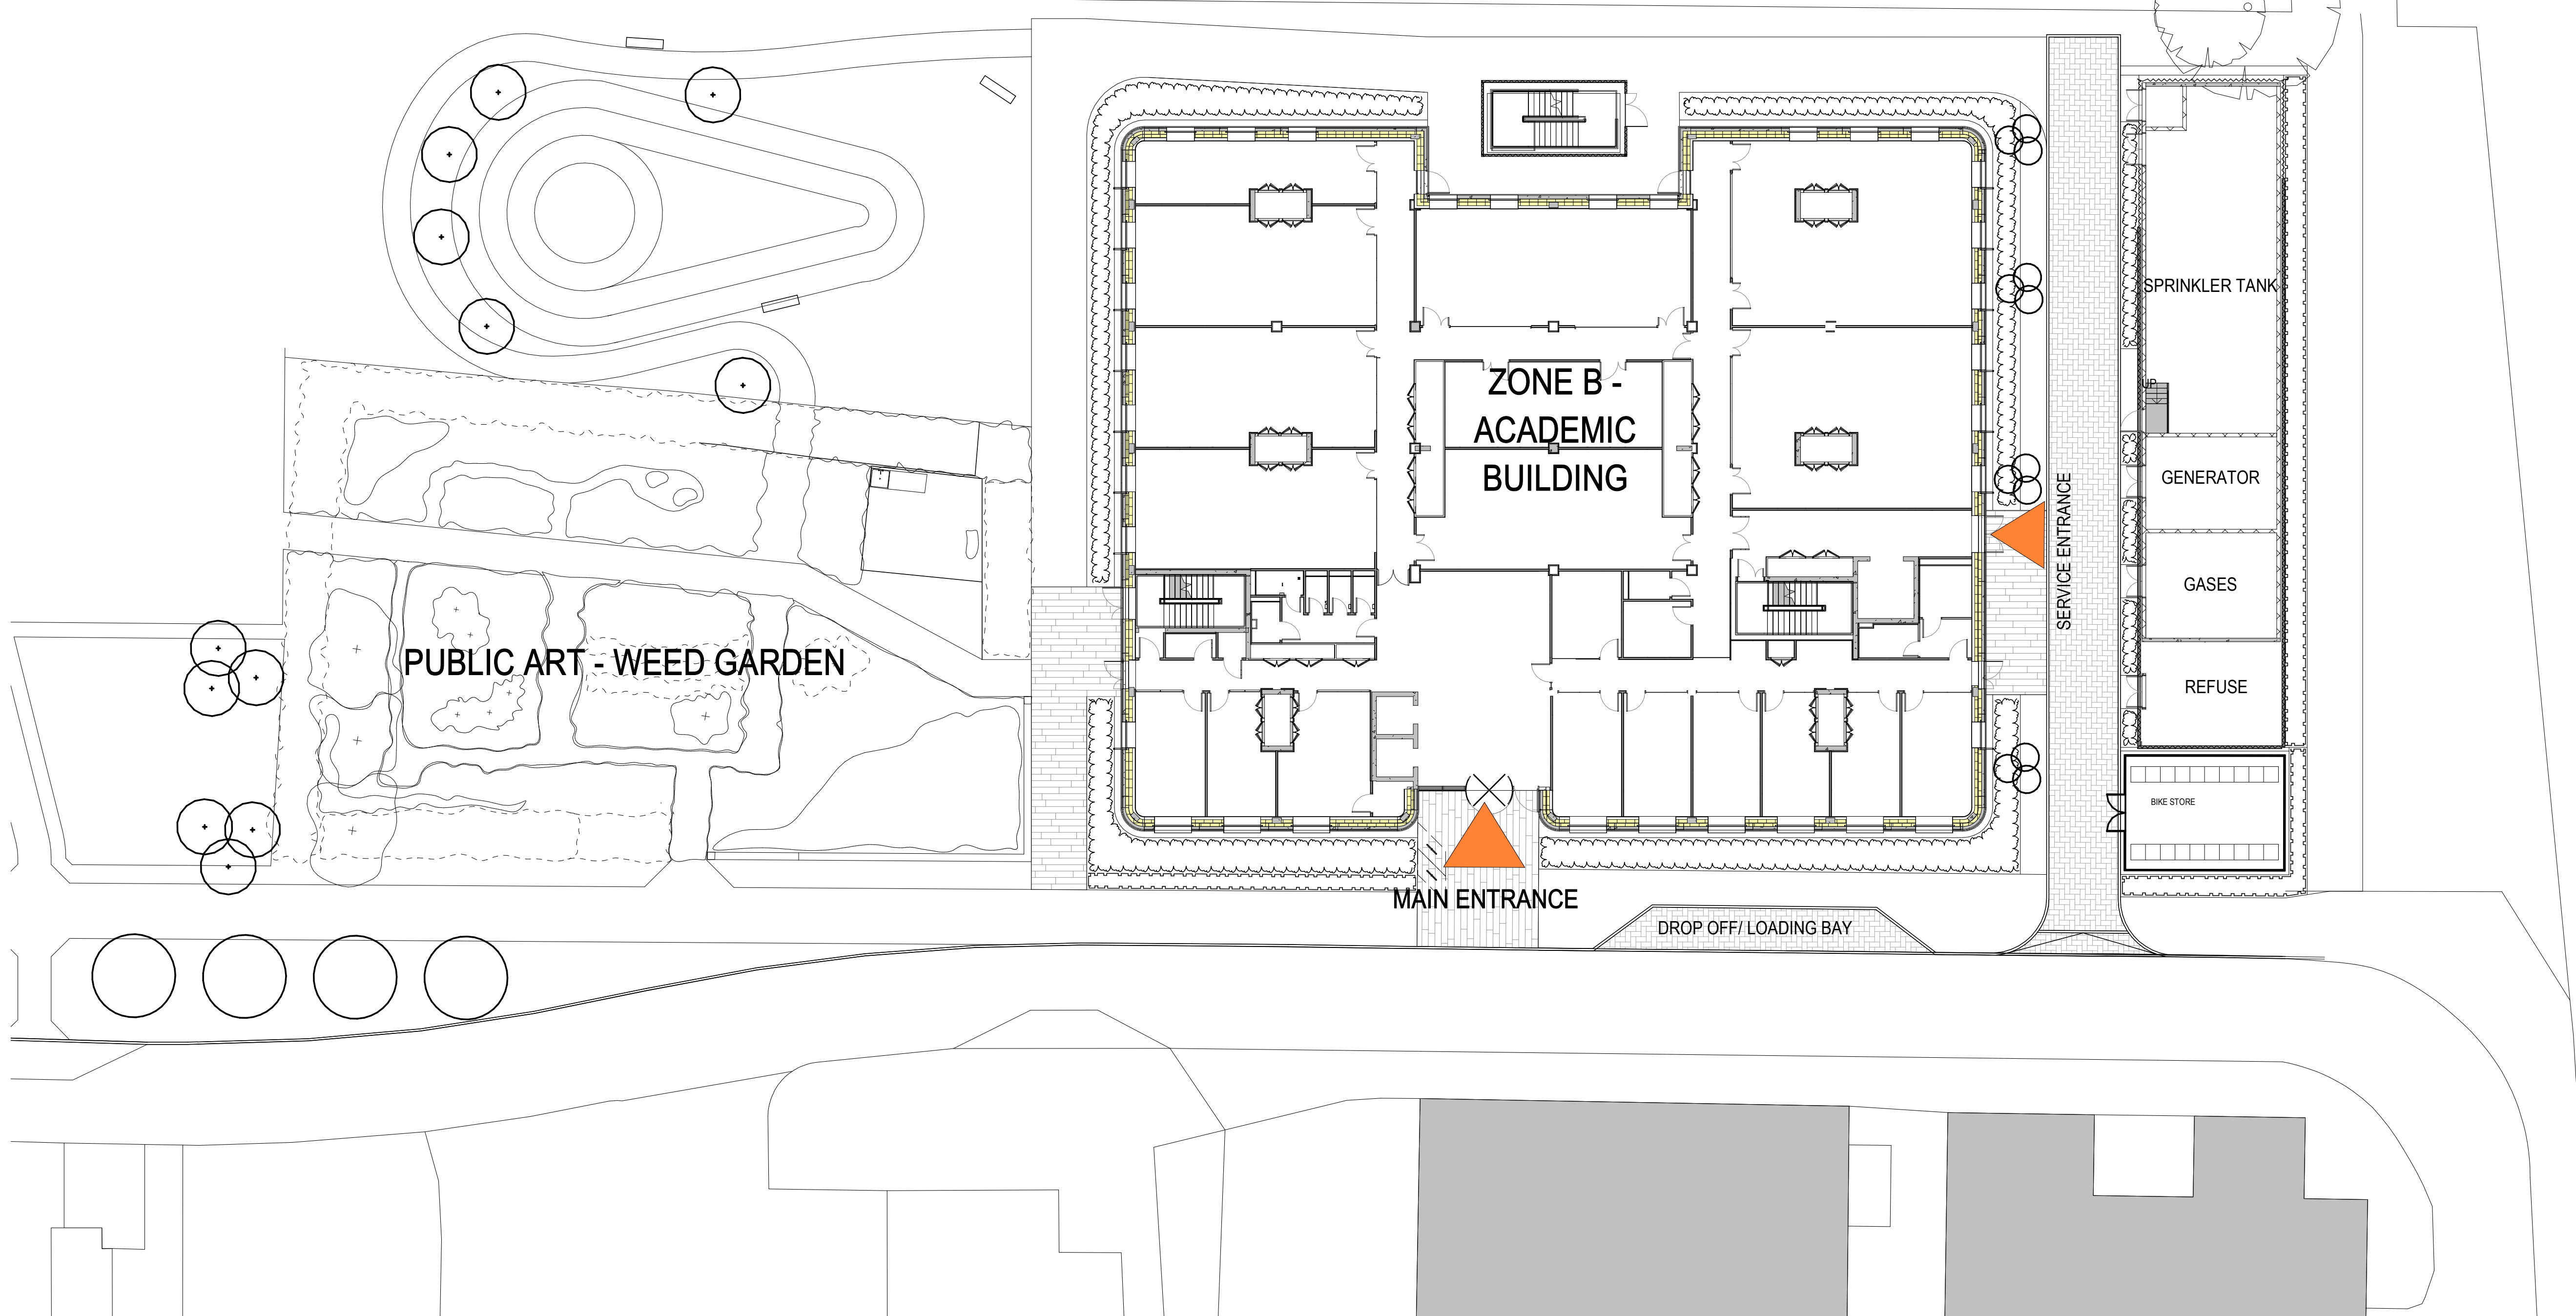 SPRINKLER TANK
ZONE B -
ACADEMIC
BUILDING
UP
GENERATOR
SERVICE ENTRANCE
GASES
PUBLIC ART - WEED GARDEN
REFUSE
BIKE STORE
MAIN ENTRANCE
DROP OFF/ LOADING BAY